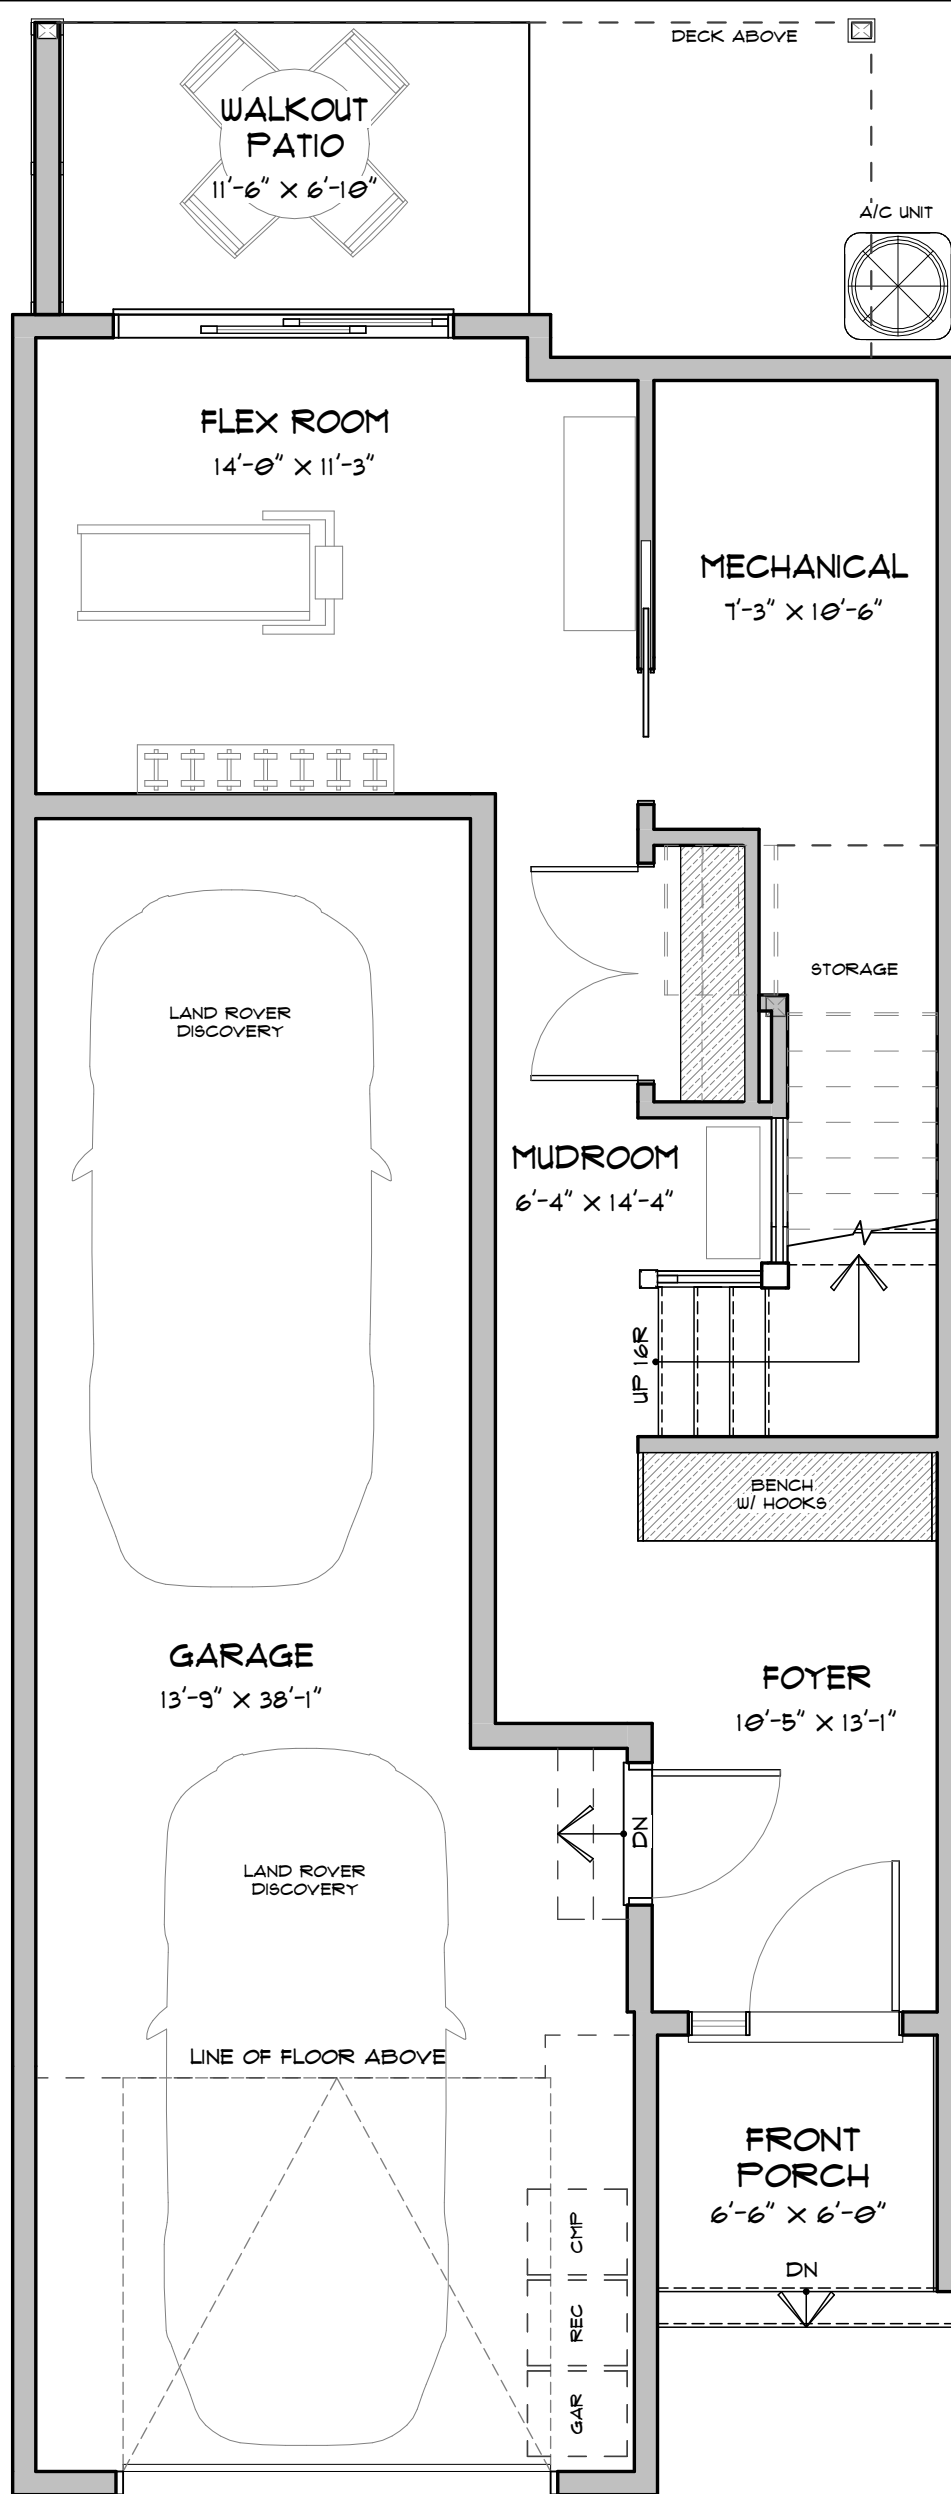 DECK ABOVE
WALKOUT
PATIO
11'-6" X 6'-10"
A/C UNIT
FLEX ROOM
14'-0" X 11'-3"
MECHANICAL
7'-3" X 10'-6"
STORAGE
LAND ROVER
DISCOVERY
MUDROOM
6'-4" X 14'-4"
UP 16R
BENCH
W/ HOOKS
GARAGE
13'-9" X 38'-1"
FOYER
10'-5" X 13'-1"
DN
LAND ROVER
DISCOVERY
LINE OF FLOOR ABOVE
FRONT
PORCH
6'-6" X 6'-0"
DN
CMP
REC
GAR